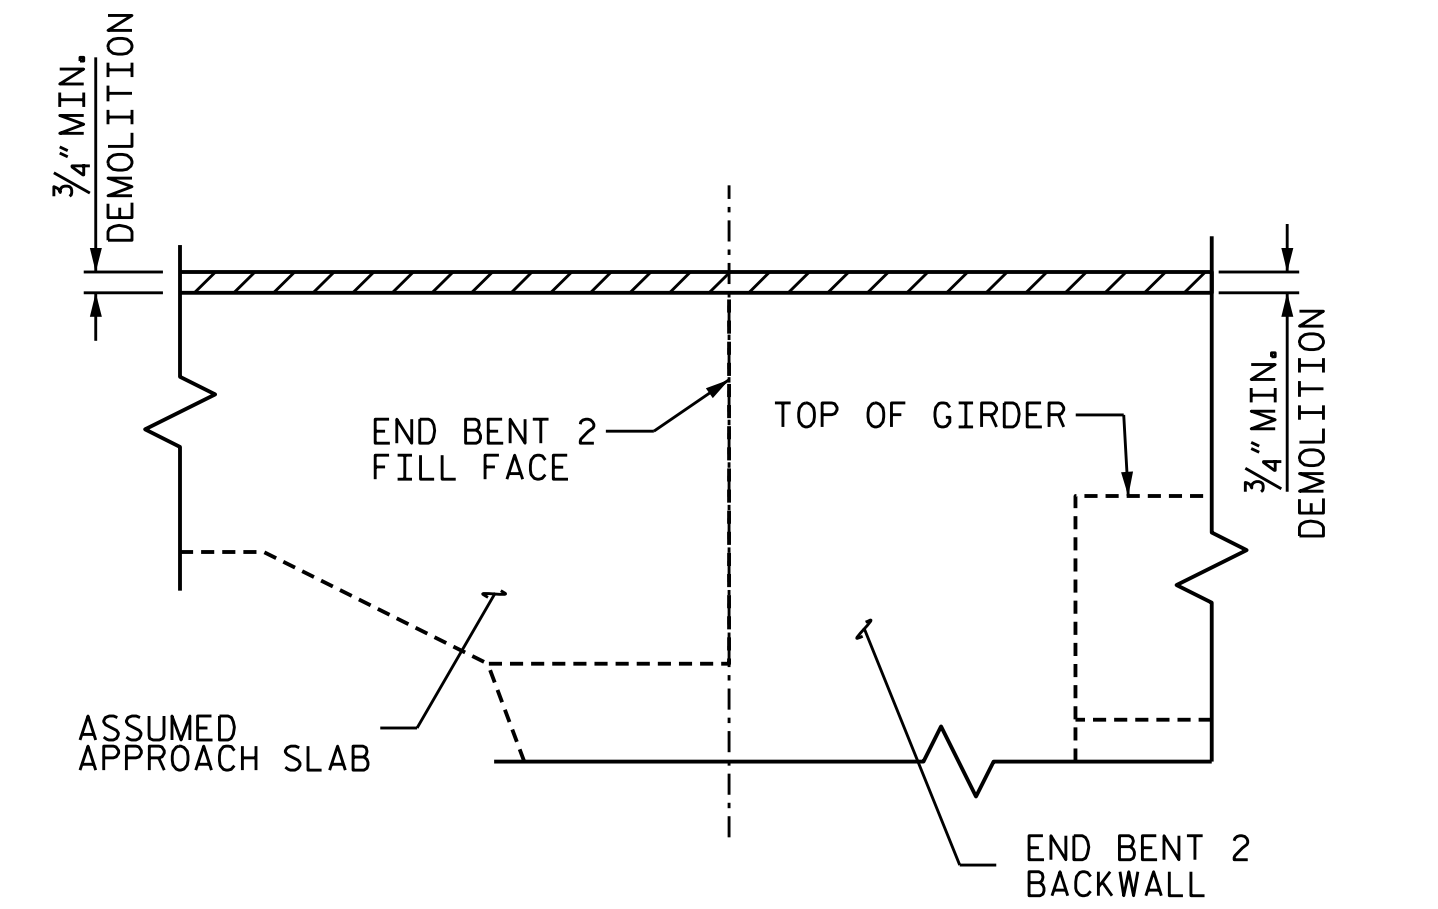 ¾" MIN.
DEMOLITION
END BENT 2
FILL FACE
TOP OF GIRDER
¾" MIN.
DEMOLITION
ASSUMED
APPROACH SLAB
END BENT 2
BACKWALL